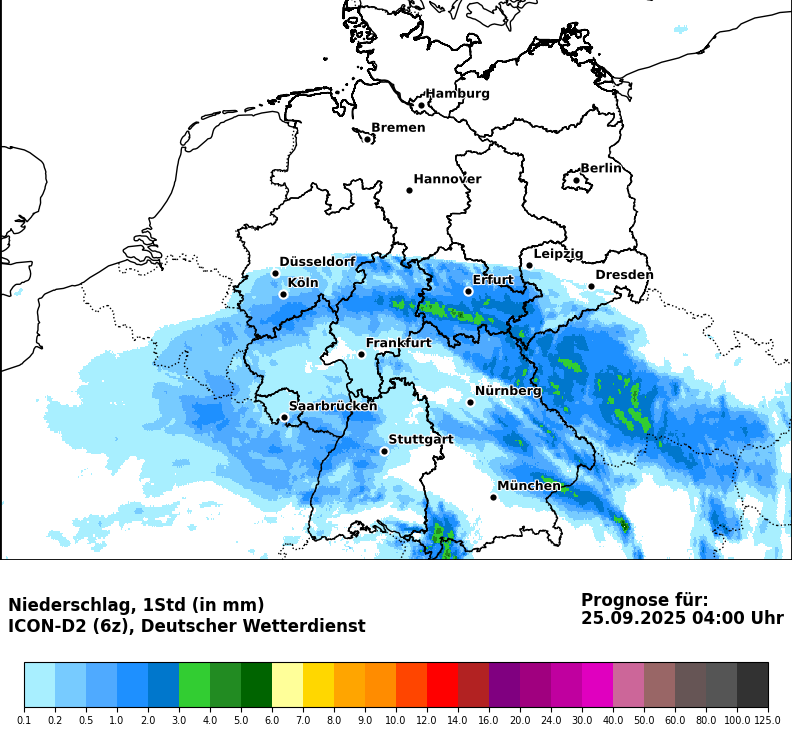 Hamburg
Bremen
Berlin
Hannover
Leipzig
Düsseldorf
Dresden
Köln
Erfurt
Frankfurt
Nürnberg
Saarbrücken
Stuttgart
München
Niederschlag, 1Std (in mm)
ICON-D2 (6z), Deutscher Wetterdienst
Prognose für:
25.09.2025 04:00 Uhr
0.1 0.2 0.5 1.0 2.0 3.0 4.0 5.0 6.0 7.0 8.0 9.0 10.0 12.0 14.0 16.0 20.0 24.0 30.0 40.0 50.0 60.0 80.0 100.0 125.0